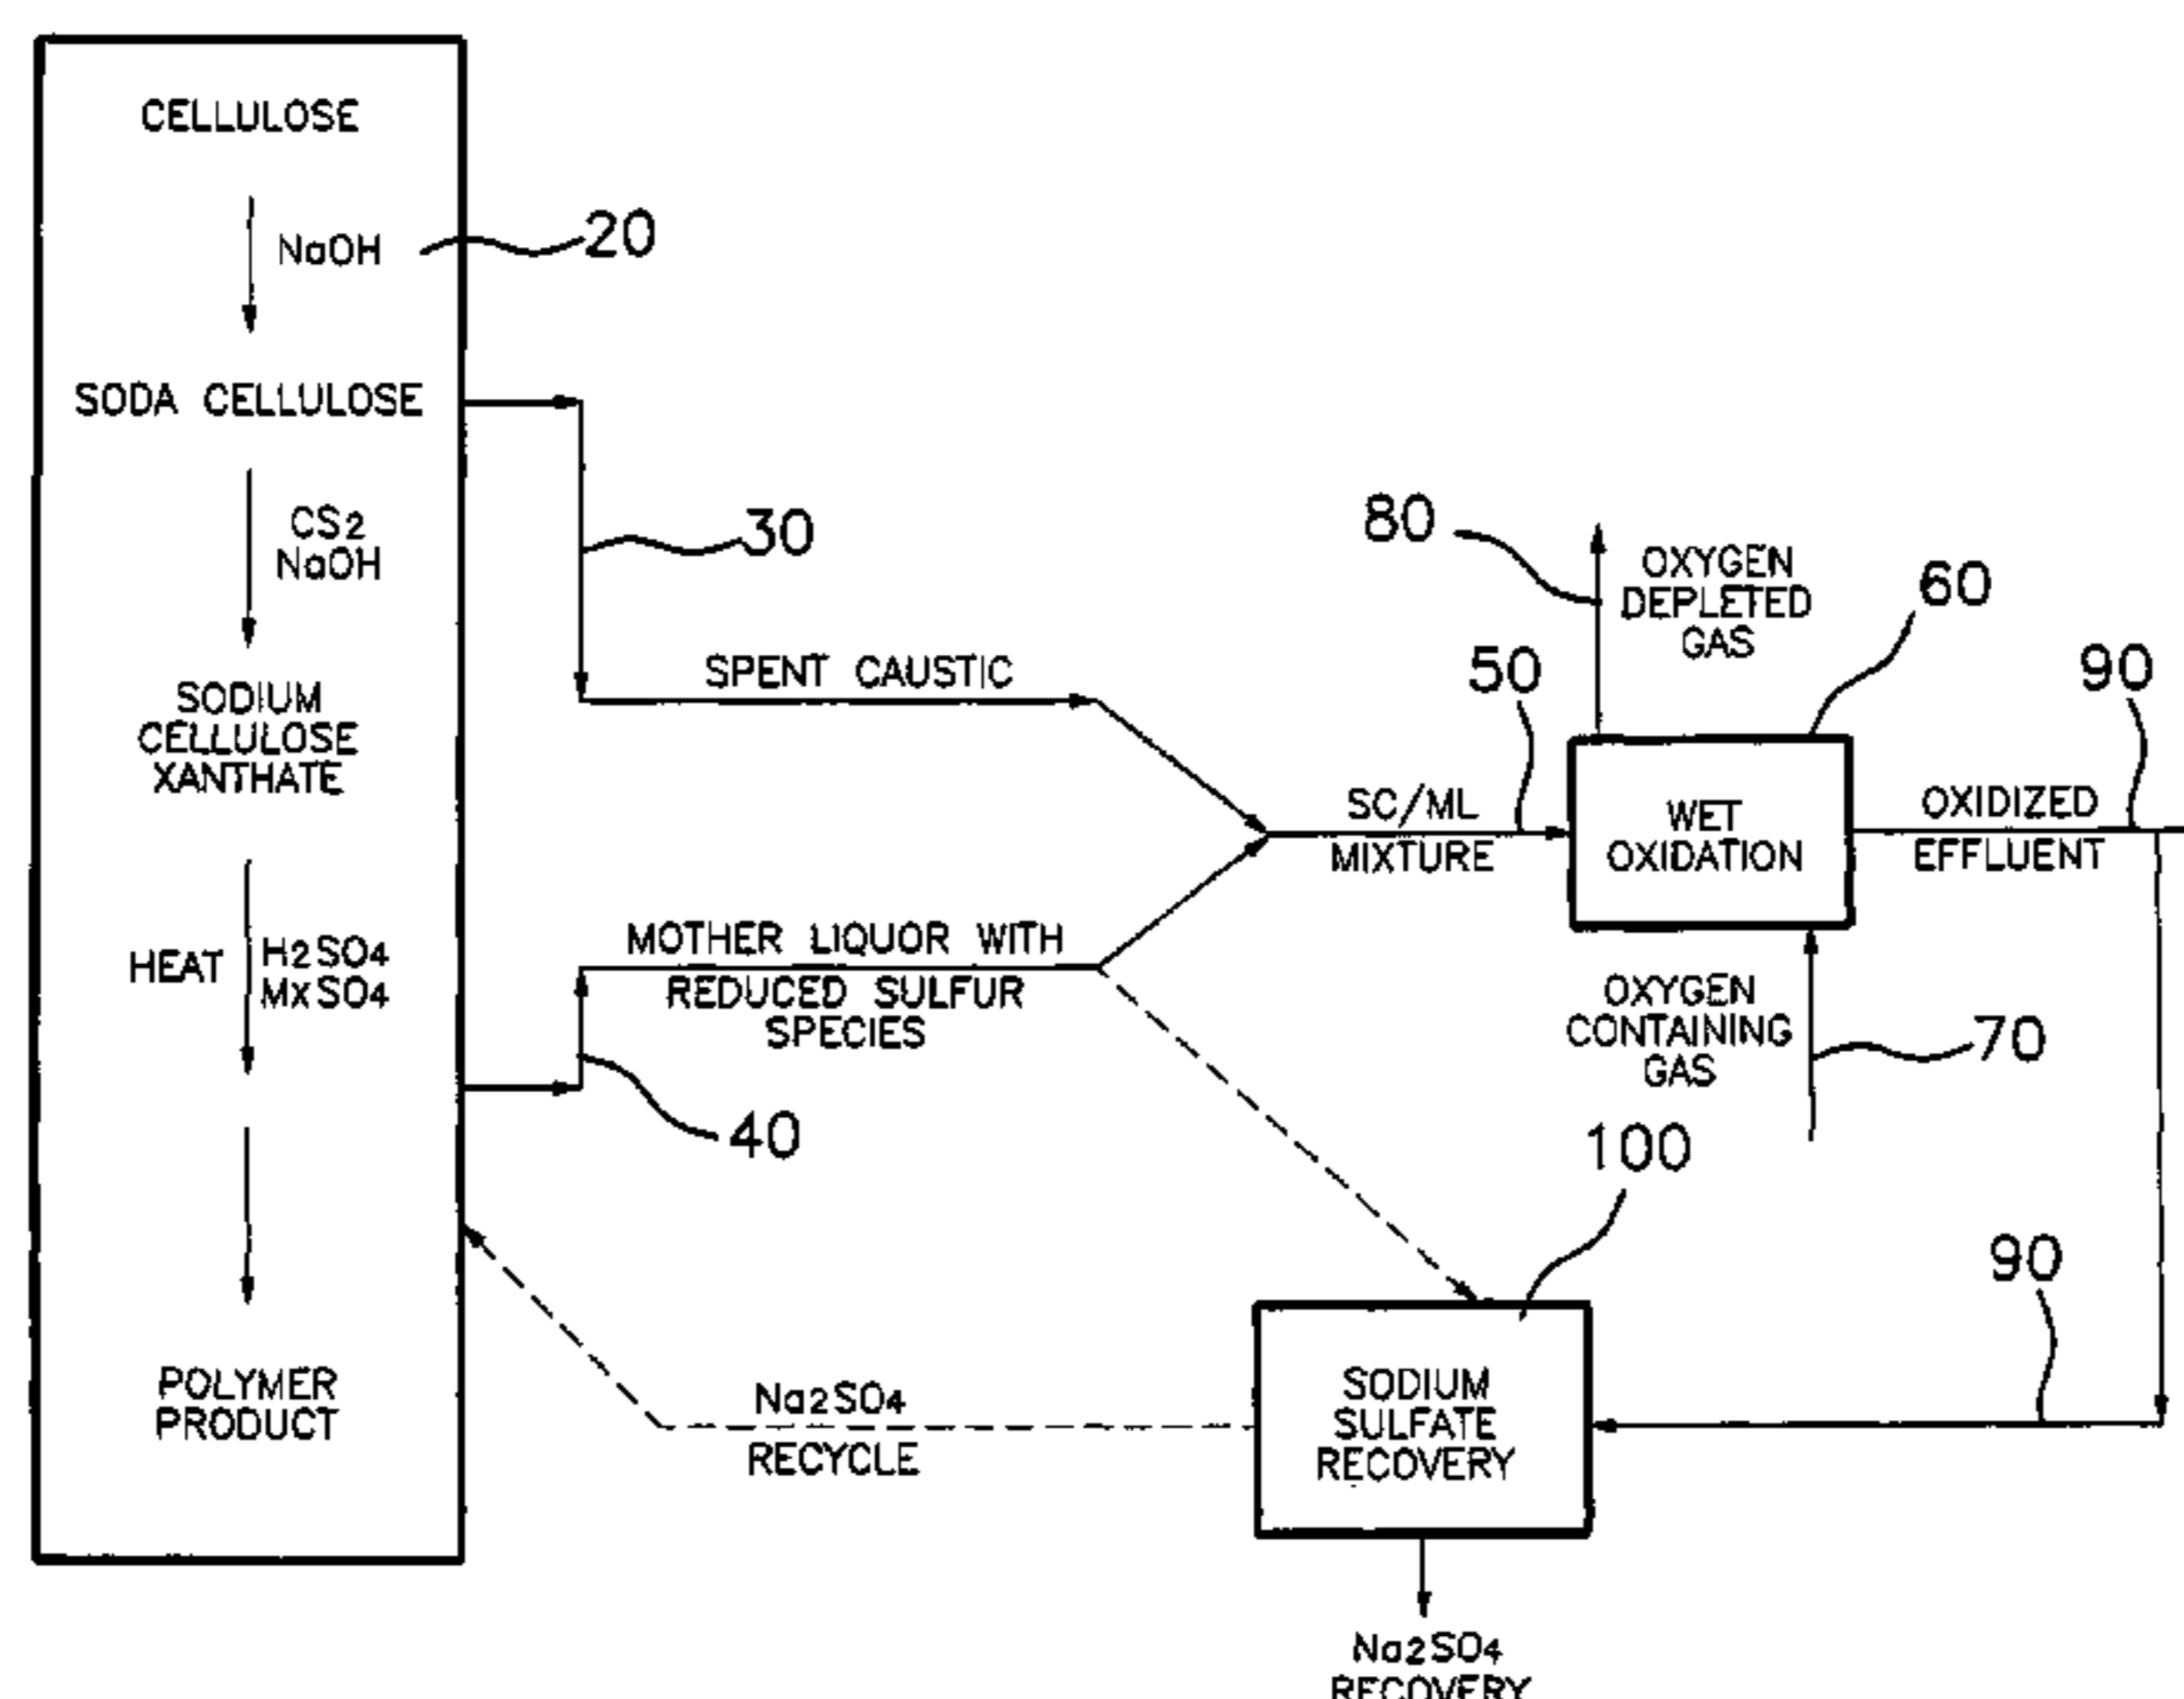 CELLULOSE
NaOH
20
SODA CELLULOSE
CS2
NaOH
30
SODIUM
CELLULOSE
XANTHATE
HEAT
H2SO4
MxSO4
POLYMER
PRODUCT
SPENT CAUSTIC
MOTHER LIQUOR WITH
REDUCED SULFUR
SPECIES
40
SC/ML
MIXTURE
50
80
OXYGEN
DEPLETED
GAS
60
WET
OXIDATION
90
OXIDIZED
EFFLUENT
OXYGEN
CONTAINING
GAS
70
100
90
SODIUM
SULFATE
RECOVERY
Na2SO4
RECYCLE
Na2SO4
RECOVERY